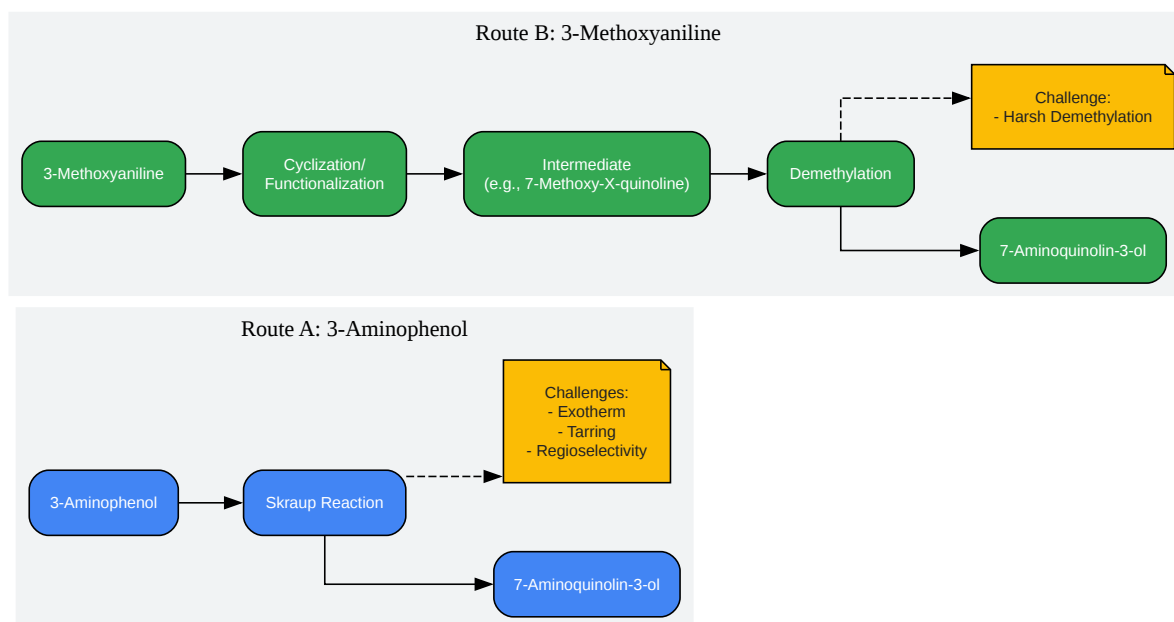 Route B: 3-Methoxyaniline
Challenge:
- Harsh Demethylation
3-Methoxyaniline
Cyclization/
Functionalization
Intermediate
(e.g., 7-Methoxy-X-quinoline)
Demethylation
7-Aminoquinolin-3-ol
Route A: 3-Aminophenol
Challenges:
- Exotherm
- Tarring
- Regioselectivity
3-Aminophenol
Skraup Reaction
7-Aminoquinolin-3-ol